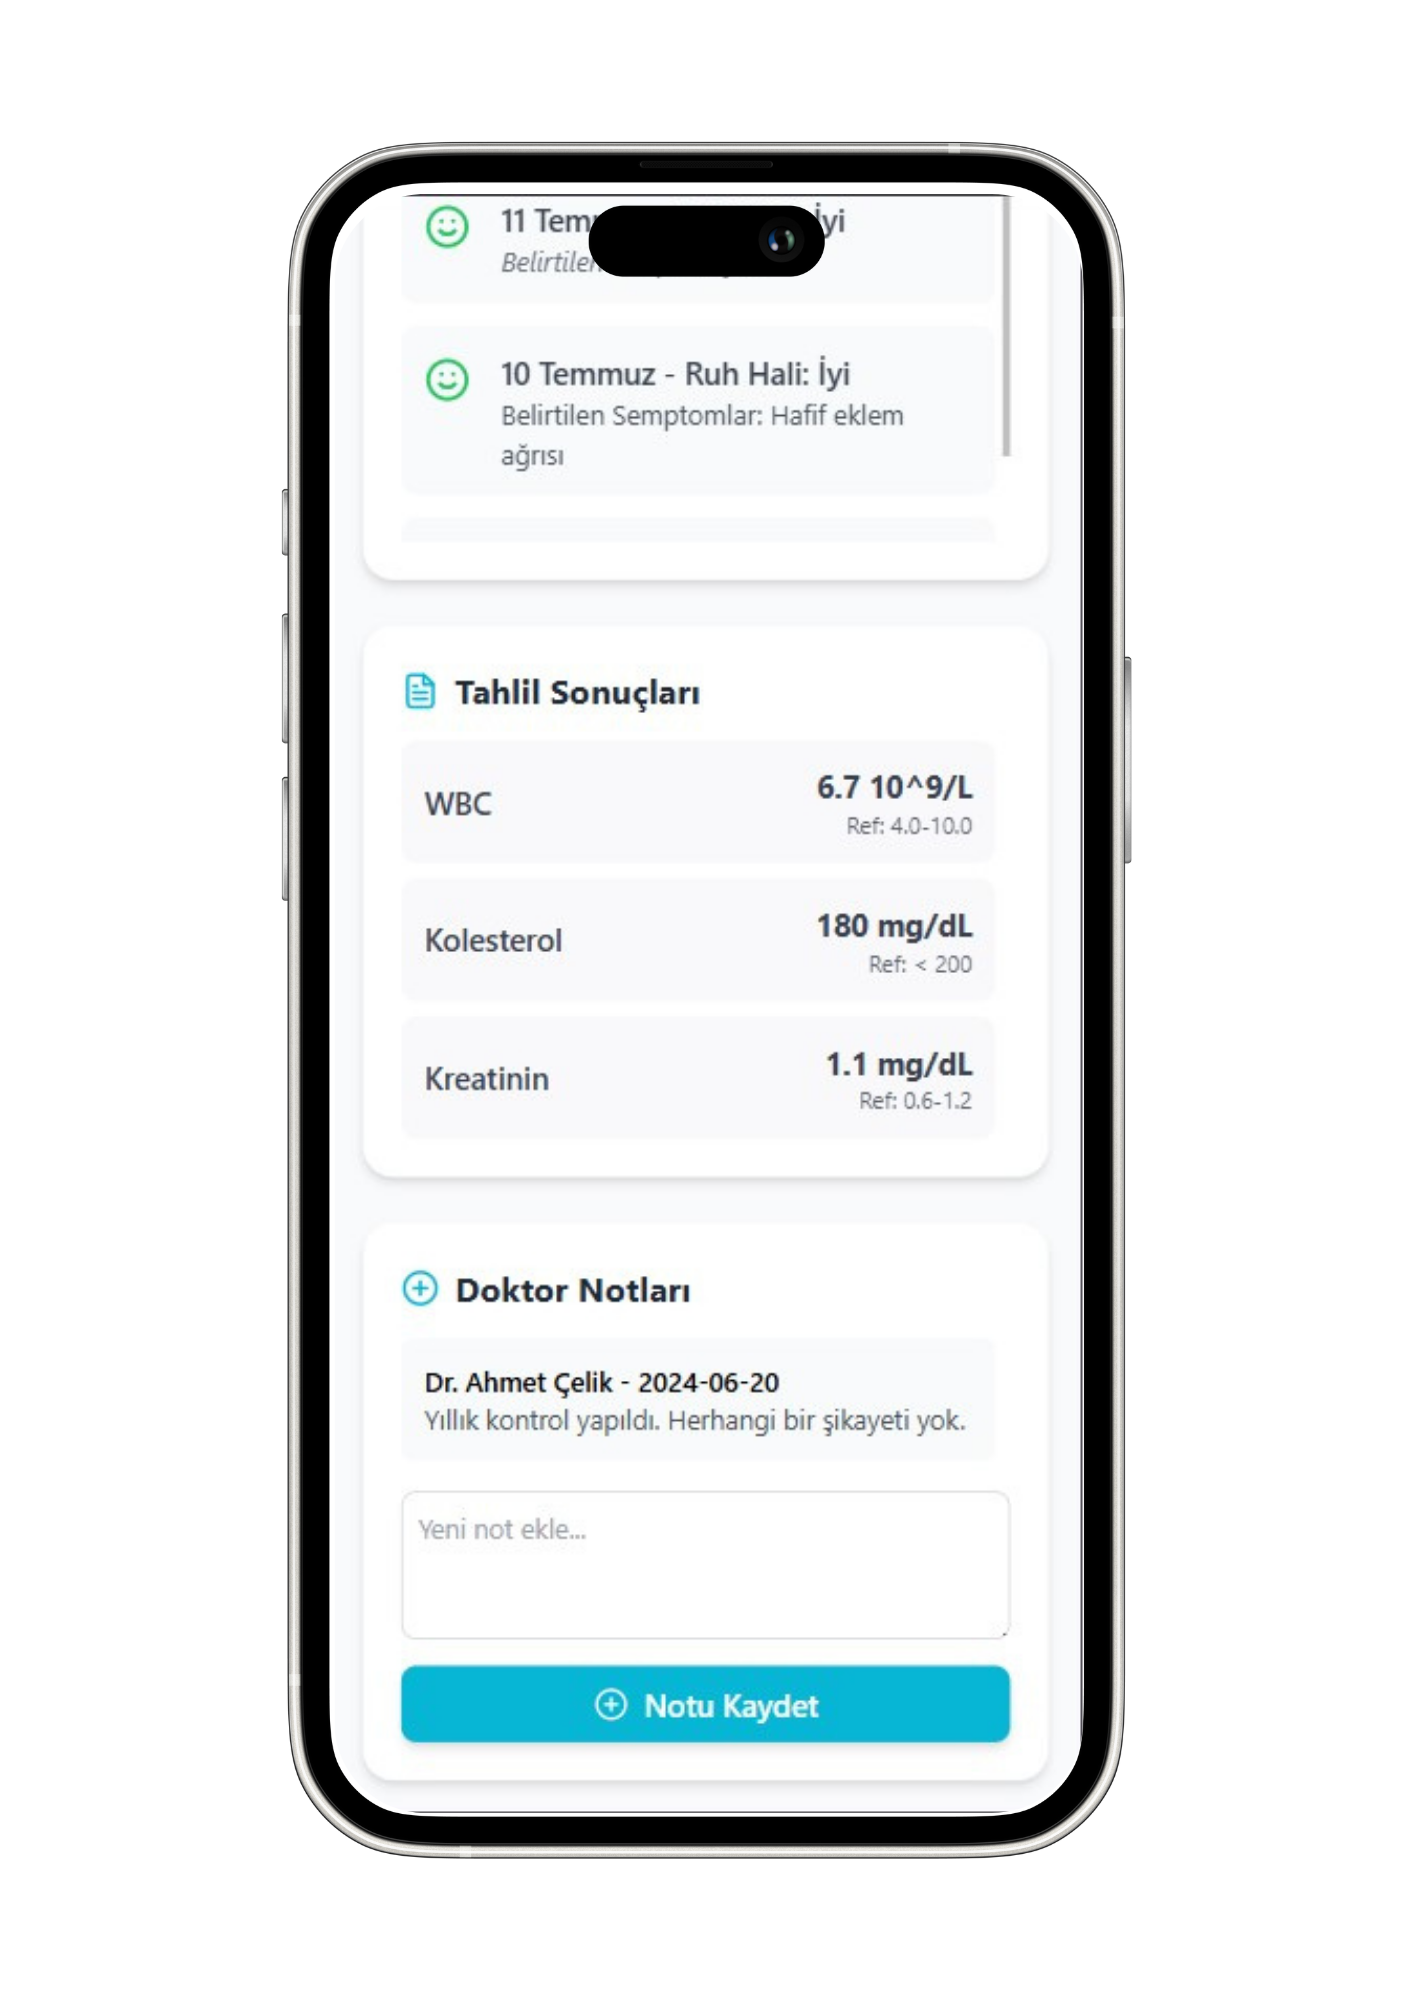 11 Tem İyi
Belirtilen
10 Temmuz - Ruh Hali: İyi
Belirtilen Semptomlar: Hafif eklem
ağrısı
Tahlil Sonuçları
WBC
6.7 10^9/L
Ref: 4.0-10.0
Kolesterol
180 mg/dL
Ref: < 200
Kreatinin
1.1 mg/dL
Ref: 0.6-1.2
Doktor Notları
Dr. Ahmet Çelik - 2024-06-20
Yıllık kontrol yapıldı. Herhangi bir şikayeti yok.
Yeni not ekle...
Notu Kaydet